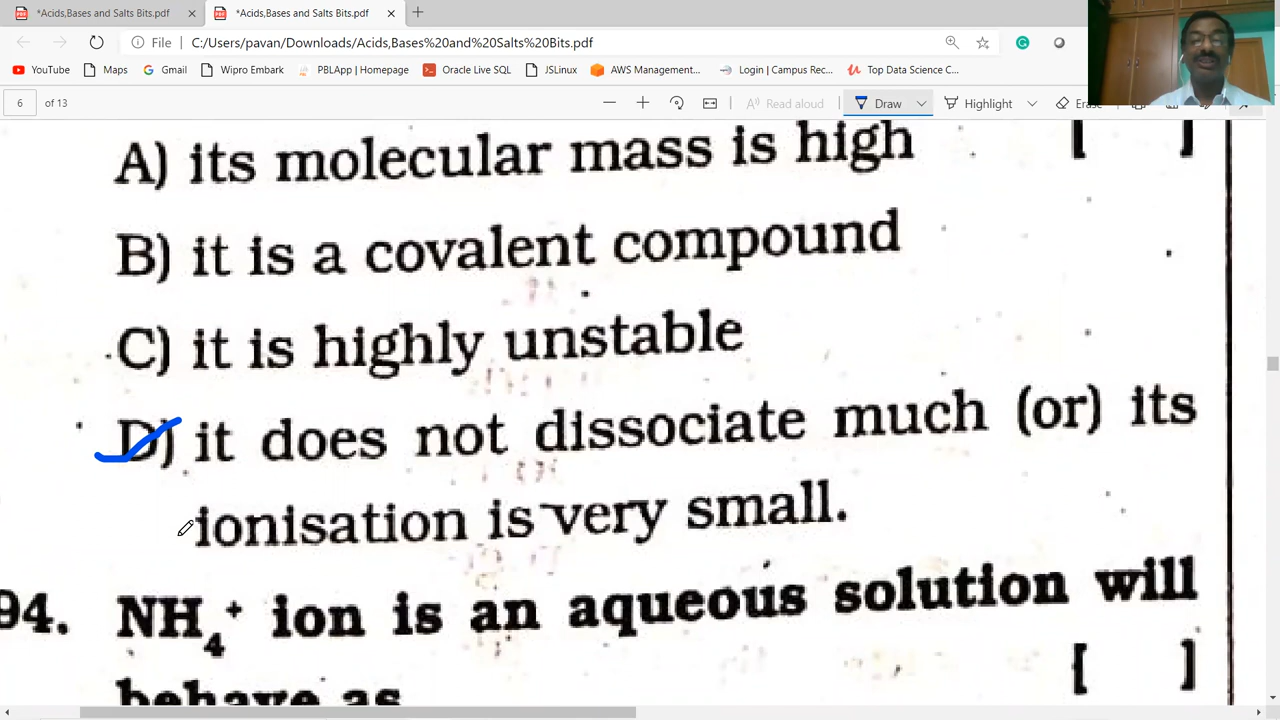 *Acids,Bases and Salts Bits.pdf
*Acids,Bases and Salts Bits.pdf
File C:/Users/pavan/Downloads/Acids,Bases%20and%20Salts%20Bits.pdf
YouTube Maps Gmail Wipro Embark PBLApp | Homepage Oracle Live SQL JSLinux AWS Management... Login | Campus Rec... Top Data Science C...
6 of 13 Read aloud Draw Highlight Erase
A) its molecular mass is high [ ]
B) it is a covalent compound
C) it is highly unstable
D) it does not dissociate much (or) its
ionisation is very small.
94. NH₄⁺ ion is an aqueous solution will
behave as [ ]